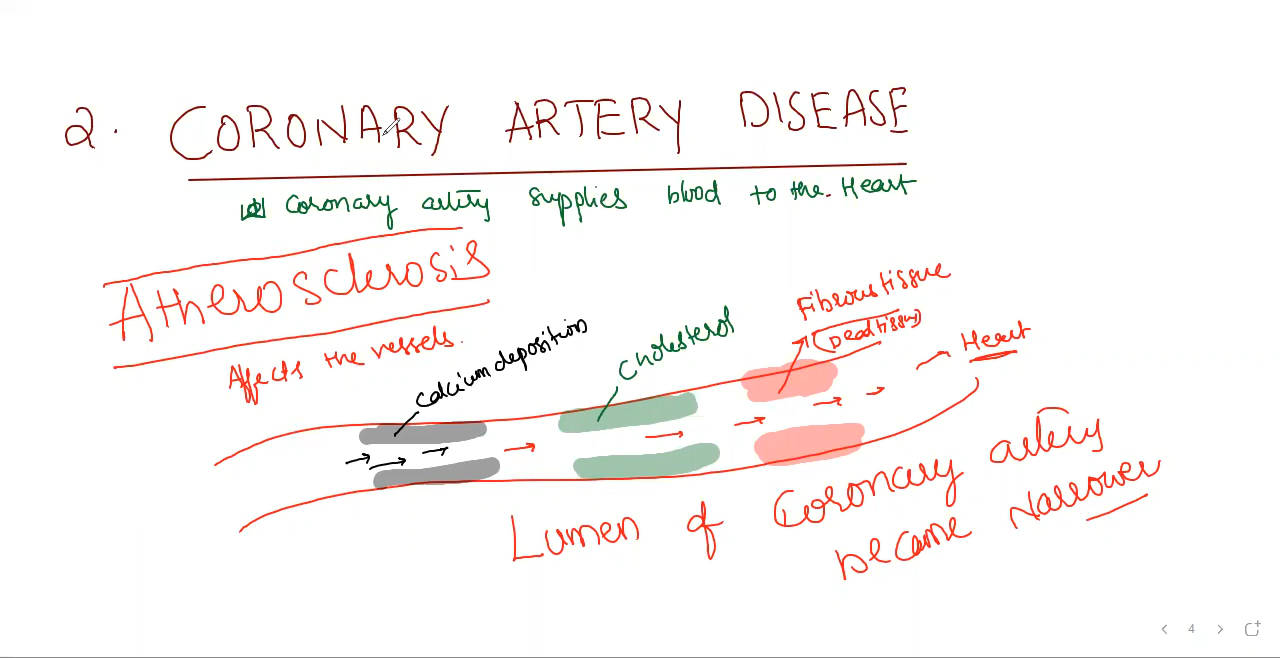 2. CORONARY ARTERY DISEASE
Coronary artery supplies blood to the Heart
Atherosclerosis
Affects the vessels.
calcium deposition
cholesterol
Fibrous tissue
(Dead tissue)
Heart
Lumen of Coronary artery
became Narrower
4